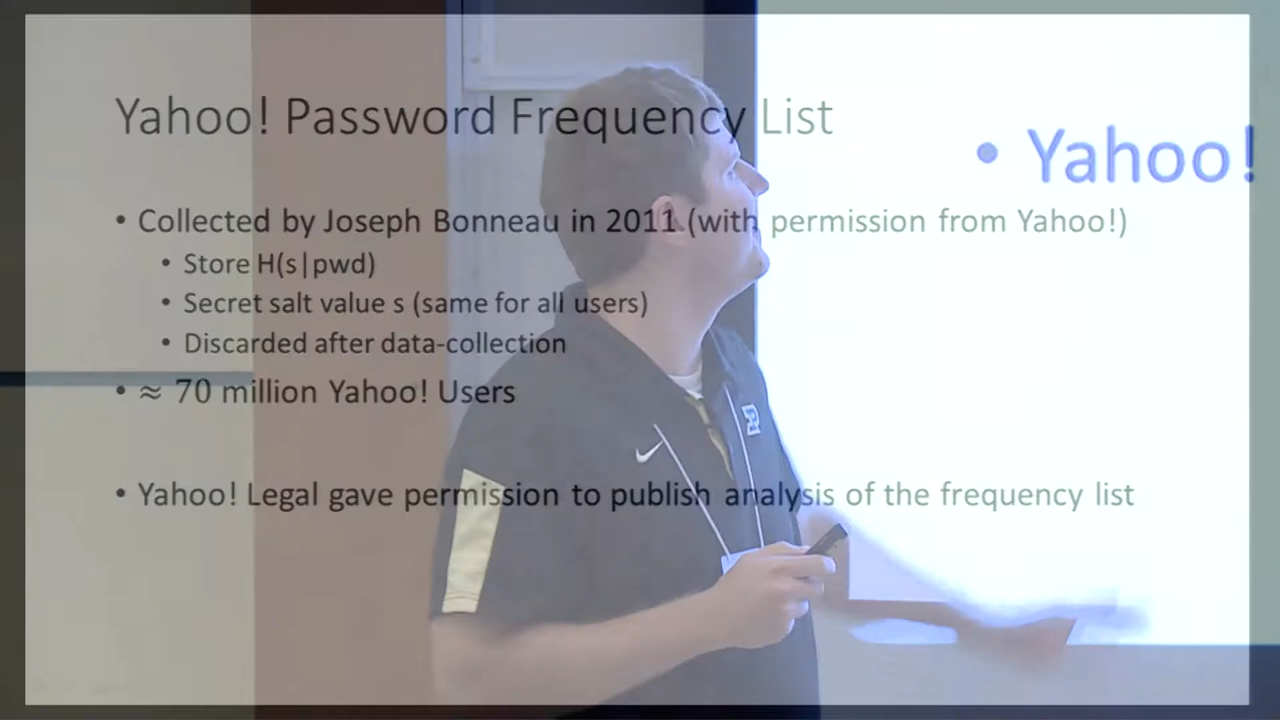 Yahoo! Password Frequency List
• Yahoo!
• Collected by Joseph Bonneau in 2011 (with permission from Yahoo!)
• Store H(s|pwd)
• Secret salt value s (same for all users)
• Discarded after data-collection
• ≈ 70 million Yahoo! Users
• Yahoo! Legal gave permission to publish analysis of the frequency list